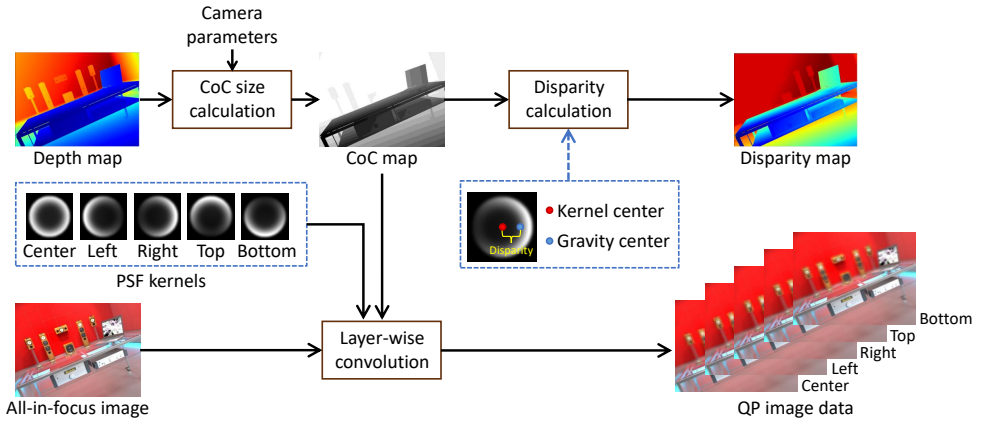 Camera
parameters
CoC size
calculation
Disparity
calculation
Depth map
CoC map
Disparity map
Center
Left
Right
Top
Bottom
PSF kernels
Disparity
Kernel center
Gravity center
Layer-wise
convolution
Bottom
Top
Right
Left
Center
All-in-focus image
QP image data